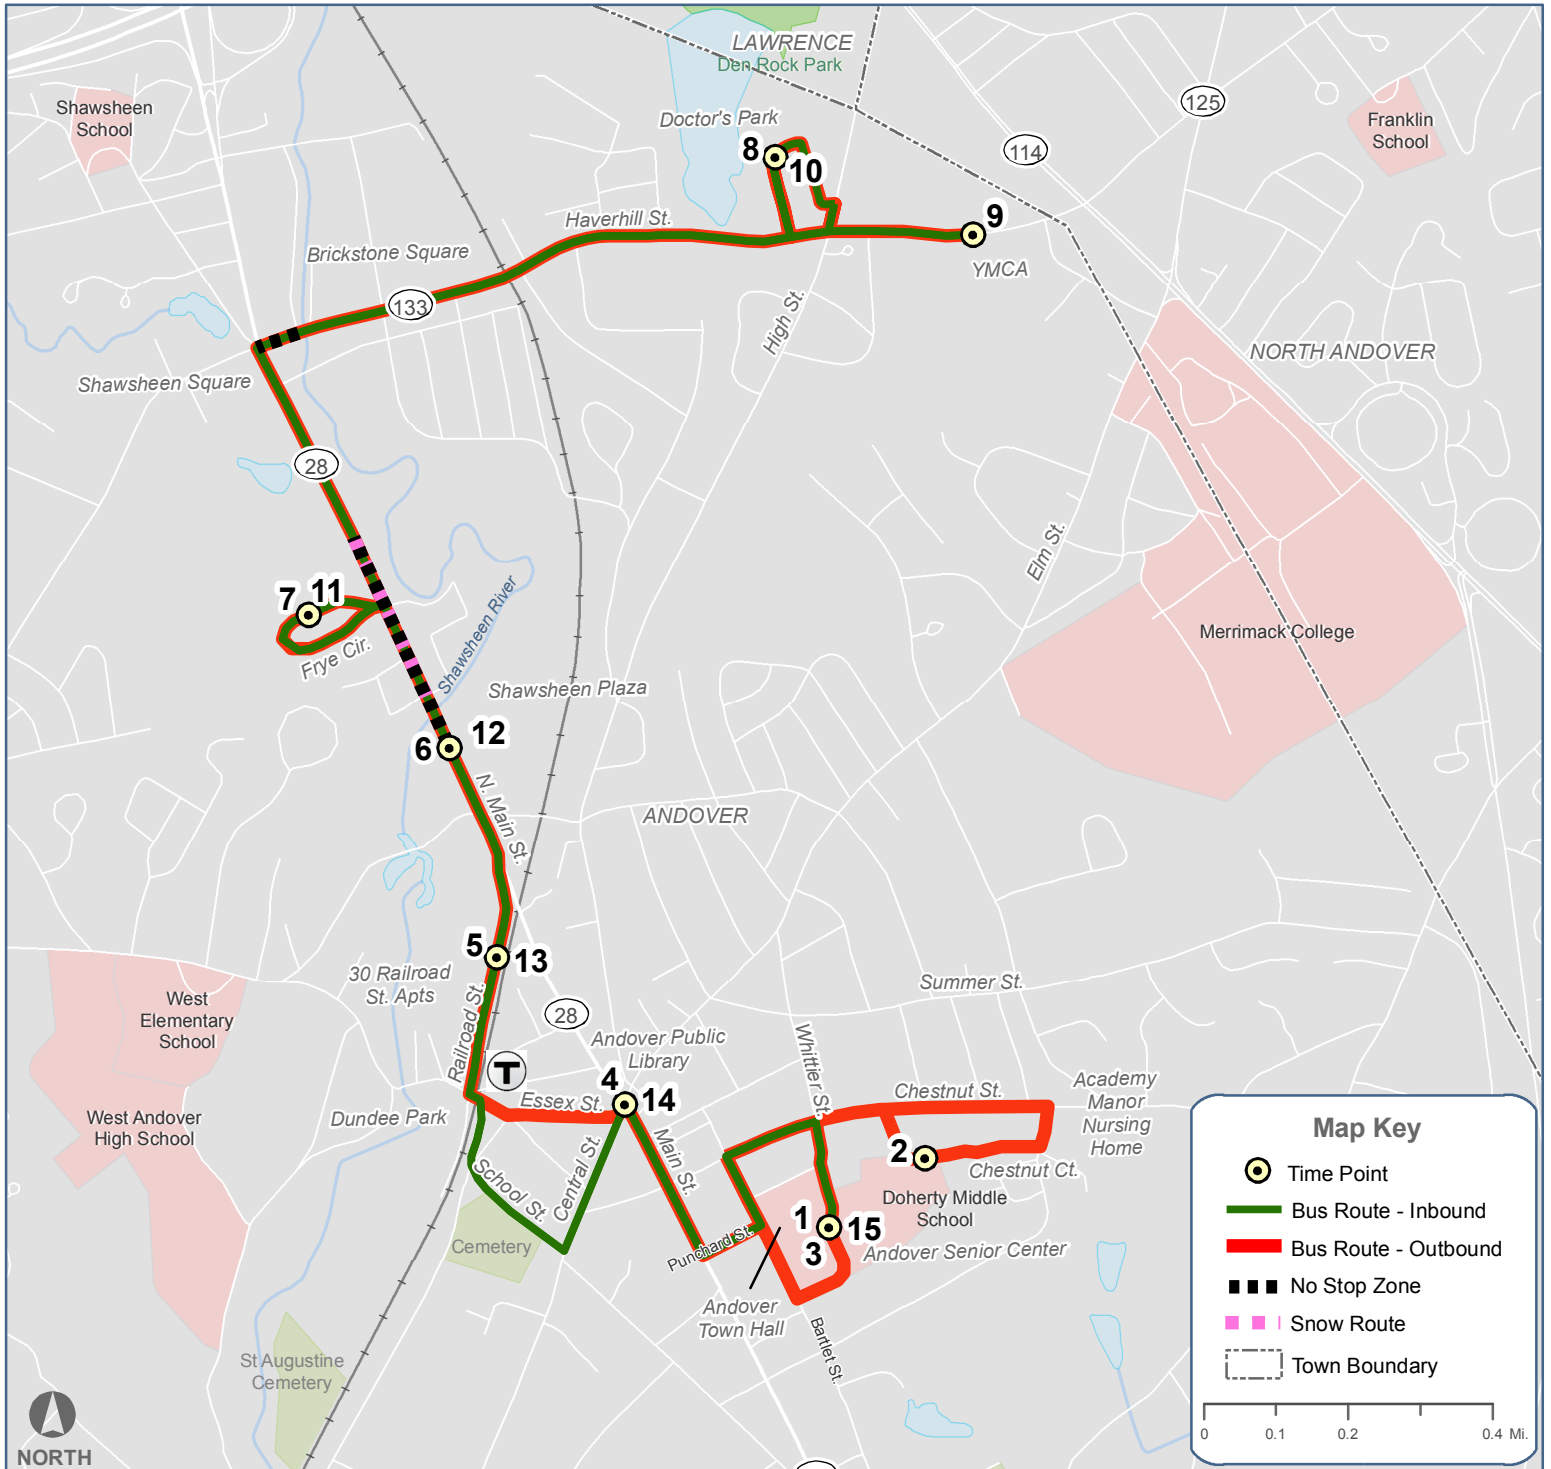 LAWRENCE
Den Rock Park
125
Shawsheen
School
Franklin
School
Doctor's Park
114
8
10
Haverhill St.
9
Brickstone Square
YMCA
133
High St.
NORTH ANDOVER
Shawsheen Square
28
Elm St.
7
11
Frye Cir.
Shawsheen River
Merrimack College
Shawsheen Plaza
6
12
N. Main St.
ANDOVER
5
13
30 Railroad
St. Apts
Summer St.
West
Elementary
School
28
Railroad St.
Andover Public
Library
Whittier St.
T
4
14
Essex St.
Chestnut St.
Academy
Manor
Nursing
Home
Dundee Park
West Andover
High School
Main St.
Central St.
School St.
2
Chestnut Ct.
Doherty Middle
School
1
15
3
Punchard St.
Andover Senior Center
Cemetery
Andover
Town Hall
Bartlet St.
St Augustine
Cemetery
NORTH
Map Key
Time Point
Bus Route - Inbound
Bus Route - Outbound
No Stop Zone
Snow Route
Town Boundary
0 0.1 0.2 0.4 Mi.